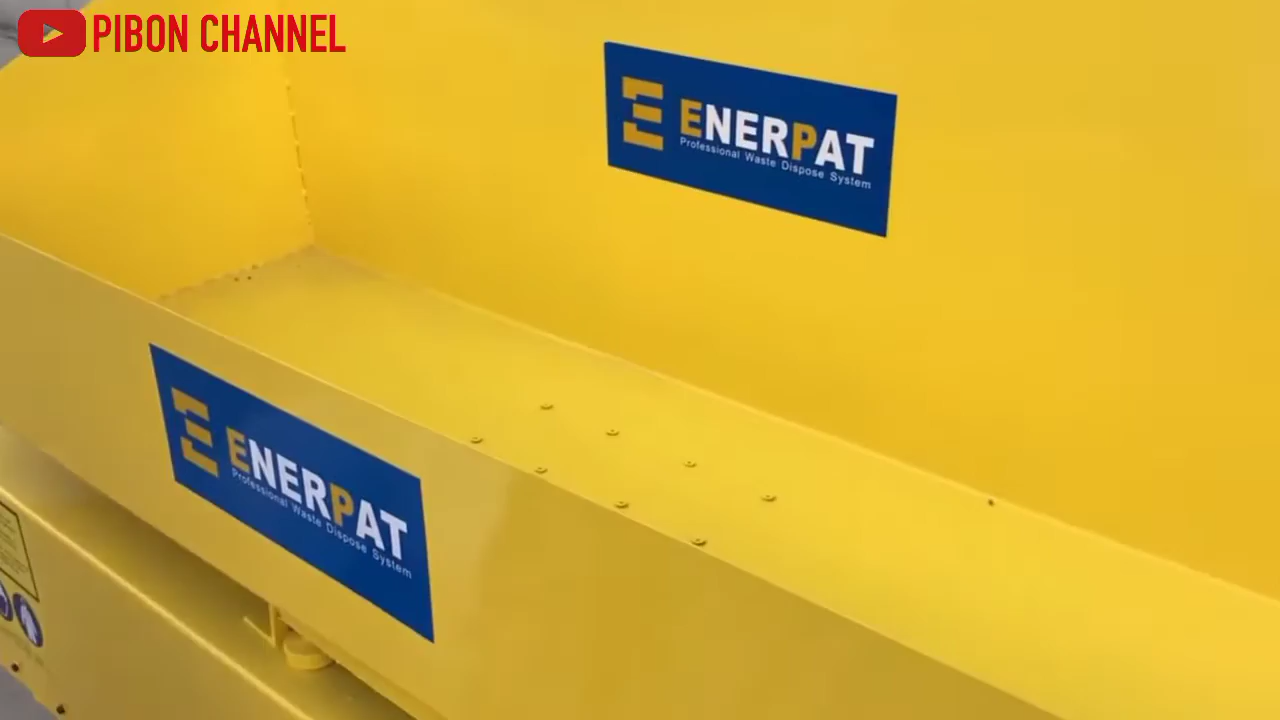 PIBON CHANNEL
ENERPAT
Professional Waste Dispose System
ENERPAT
Professional Waste Dispose System